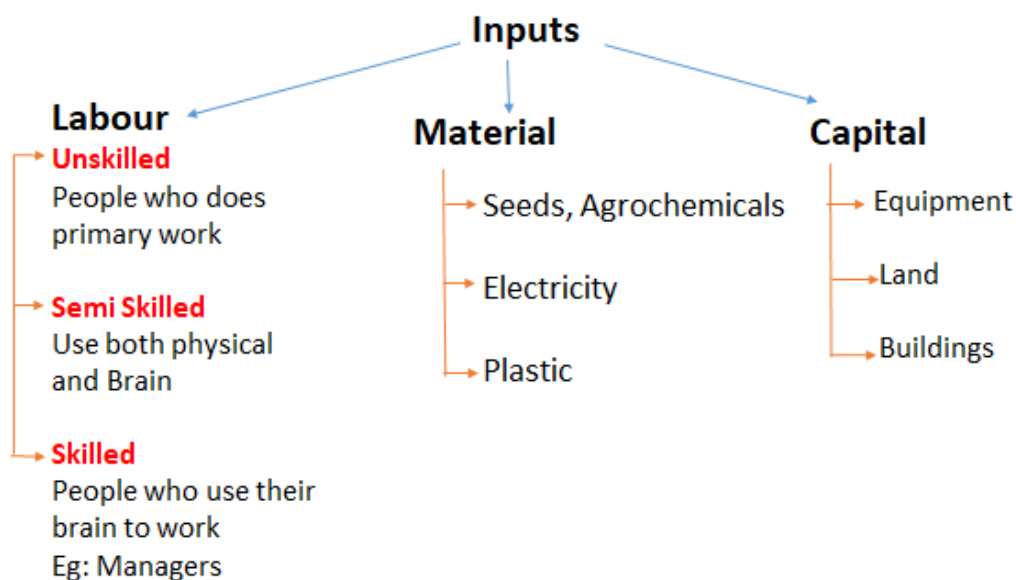 Inputs
Labour
Unskilled
People who does
primary work
Semi Skilled
Use both physical
and Brain
Skilled
People who use their
brain to work
Eg: Managers
Material
Seeds, Agrochemicals
Electricity
Plastic
Capital
Equipment
Land
Buildings